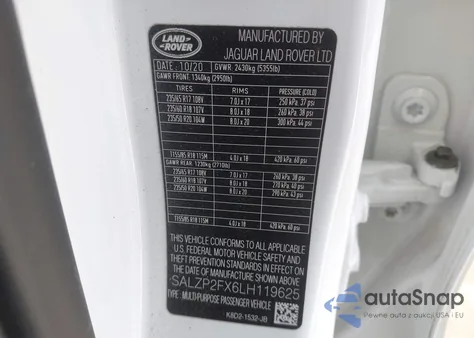 LAND-
ROVER
MANUFACTURED BY
JAGUAR LAND ROVER LTD
DATE: 10/20 GVWR: 2430kg (5355lb)
GAWR FRONT: 1340kg (2950lb)
TIRES RIMS PRESSURE (COLD)
235/65 R17 108V 7.0J x 17 250 kPa, 37 psi
235/60 R18 107V 8.0J x 18 260 kPa, 38 psi
235/50 R20 104W 8.0J x 20 300 kPa, 44 psi
T155/85 R18 115M 4.0J x 18 420 kPa, 60 psi
GAWR REAR: 1230kg (2710lb)
235/65 R17 108V 7.0J x 17 260 kPa, 38 psi
235/60 R18 107V 8.0J x 18 270 kPa, 40 psi
235/50 R20 104W 8.0J x 20 290 kPa, 43 psi
T155/85 R18 115M 4.0J x 18 420 kPa, 60 psi
THIS VEHICLE CONFORMS TO ALL APPLICABLE
U.S. FEDERAL MOTOR VEHICLE SAFETY AND
THEFT PREVENTION STANDARDS IN EFFECT ON
THE DATE OF MANUFACTURE SHOWN ABOVE.
SALZP2FX6LH119625
TYPE: MULTI-PURPOSE PASSENGER VEHICLE
K8D2-1532-JB
autoSnap
Pewne auta z USA i EU